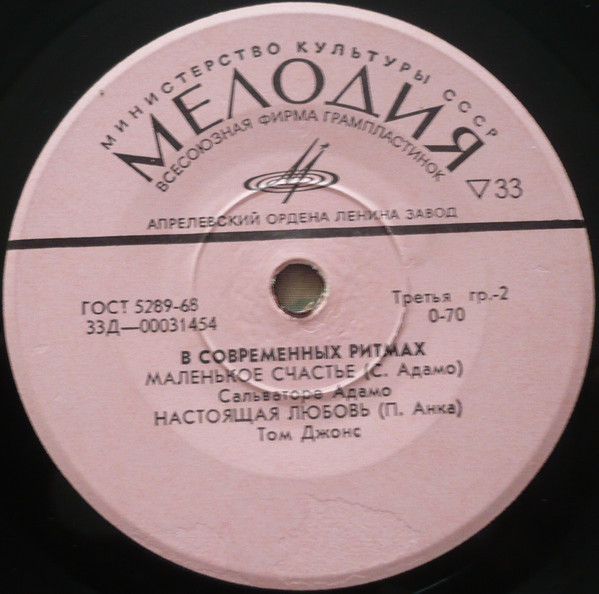 МИНИСТЕРСТВО КУЛЬТУРЫ СССР
МЕЛОДИЯ
ВСЕСОЮЗНАЯ ФИРМА ГРАМПЛАСТИНОК
▽33
АПРЕЛЕВСКИЙ ОРДЕНА ЛЕНИНА ЗАВОД
ГОСТ 5289-68
33Д—00031454
Третья гр.-2
0-70
В СОВРЕМЕННЫХ РИТМАХ
МАЛЕНЬКОЕ СЧАСТЬЕ (С. Адамо)
Сальваторе Адамо
НАСТОЯЩАЯ ЛЮБОВЬ (П. Анка)
Том Джонс